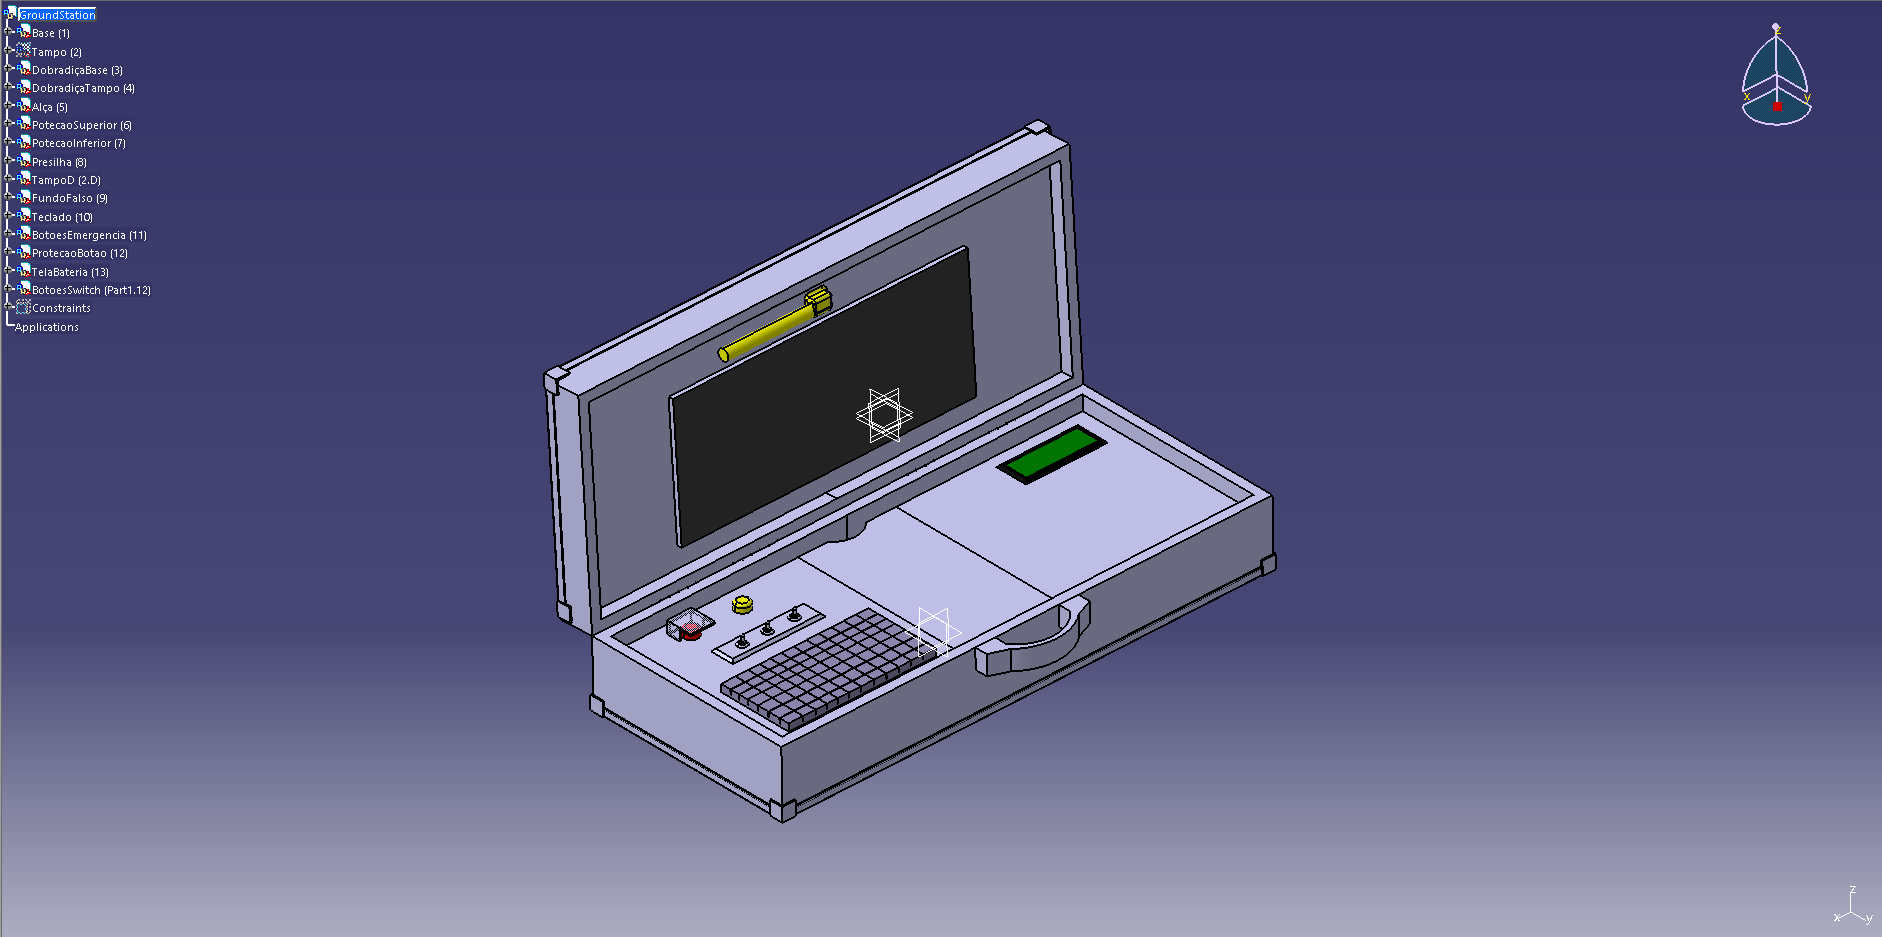 GroundStation
Base (1)
Tampo (2)
DobradiçaBase (3)
DobradiçaTampo (4)
Alça (5)
PotecaoSuperior (6)
PotecaoInferior (7)
Presilha (8)
TampoD (2.D)
FundoFalso (9)
Teclado (10)
BotoesEmergencia (11)
ProtecaoBotao (12)
TelaBateria (13)
BotoesSwitch (Part1.12)
Constraints
Applications
z
x
y
z
x
y